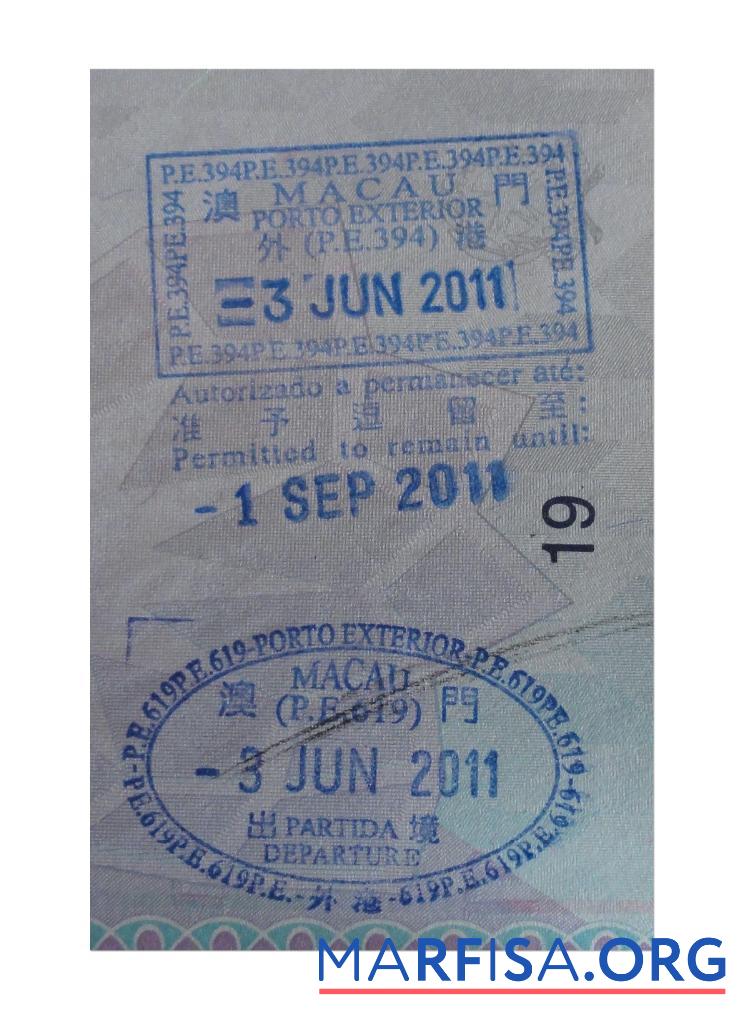 P.E.394P.E.394P.E.394P.E.394P.E.394
P.E.394P.E.394
澳 MACAU 門
PORTO EXTERIOR
外 (P.E.394) 港
3 JUN 2011
P.E.394P.E.394
P.E.394P.E.394P.E.394P.E.394P.E.394
Autorizado a permanecer até:
准 予 逗 留 至:
Permitted to remain until:
- 1 SEP 2011
19
-P.E.619P.E.619-PORTO EXTERIOR-P.E.619P.E.619-619
澳 MACAU 門
(P.E.619)
- 3 JUN 2011
出 PARTIDA 境
DEPARTURE
P.E.619P.E.619P.E.-外 港-619P.E.619P.E.
MARFISA.ORG